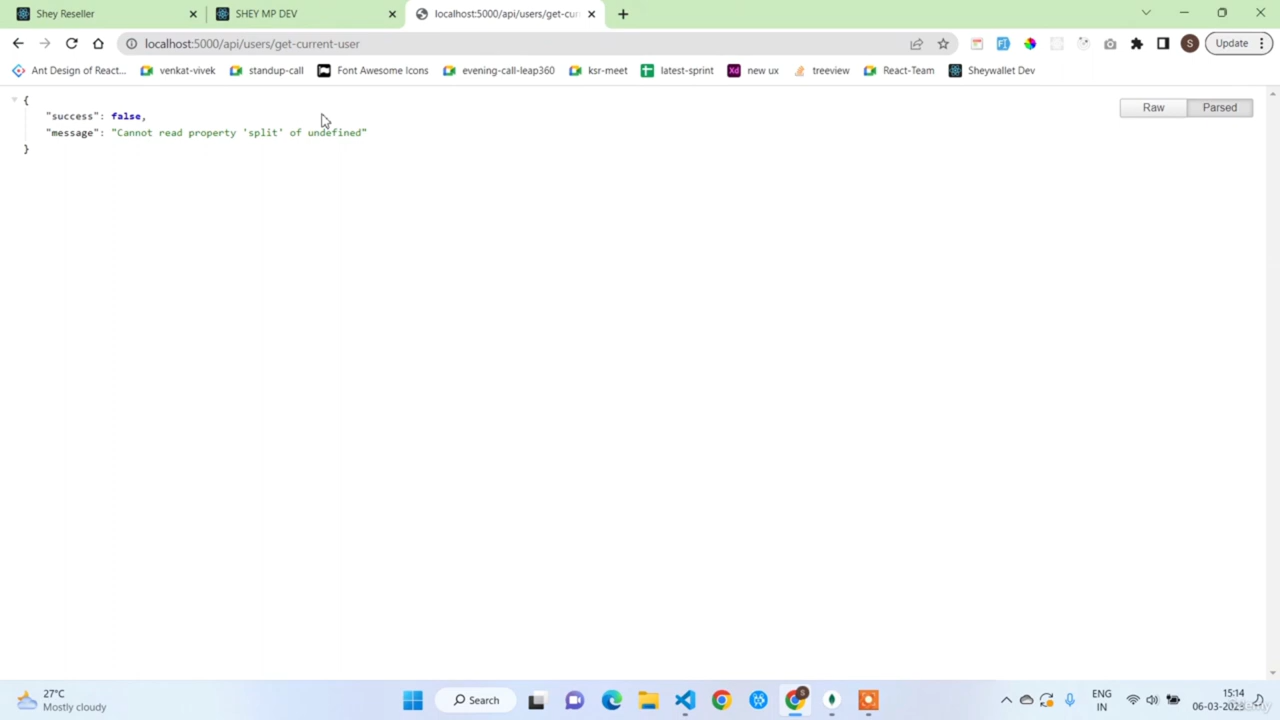 Shey Reseller
SHEY MP DEV
localhost:5000/api/users/get-cur
localhost:5000/api/users/get-current-user
S
Update
Ant Design of React...
venkat-vivek
standup-call
Font Awesome Icons
evening-call-leap360
ksr-meet
latest-sprint
Xd
new ux
treeview
React-Team
Sheywallet Dev
{
"success": false,
"message": "Cannot read property 'split' of undefined"
}
Raw
Parsed
27°C
Mostly cloudy
Search
ENG
IN
15:14
06-03-2023